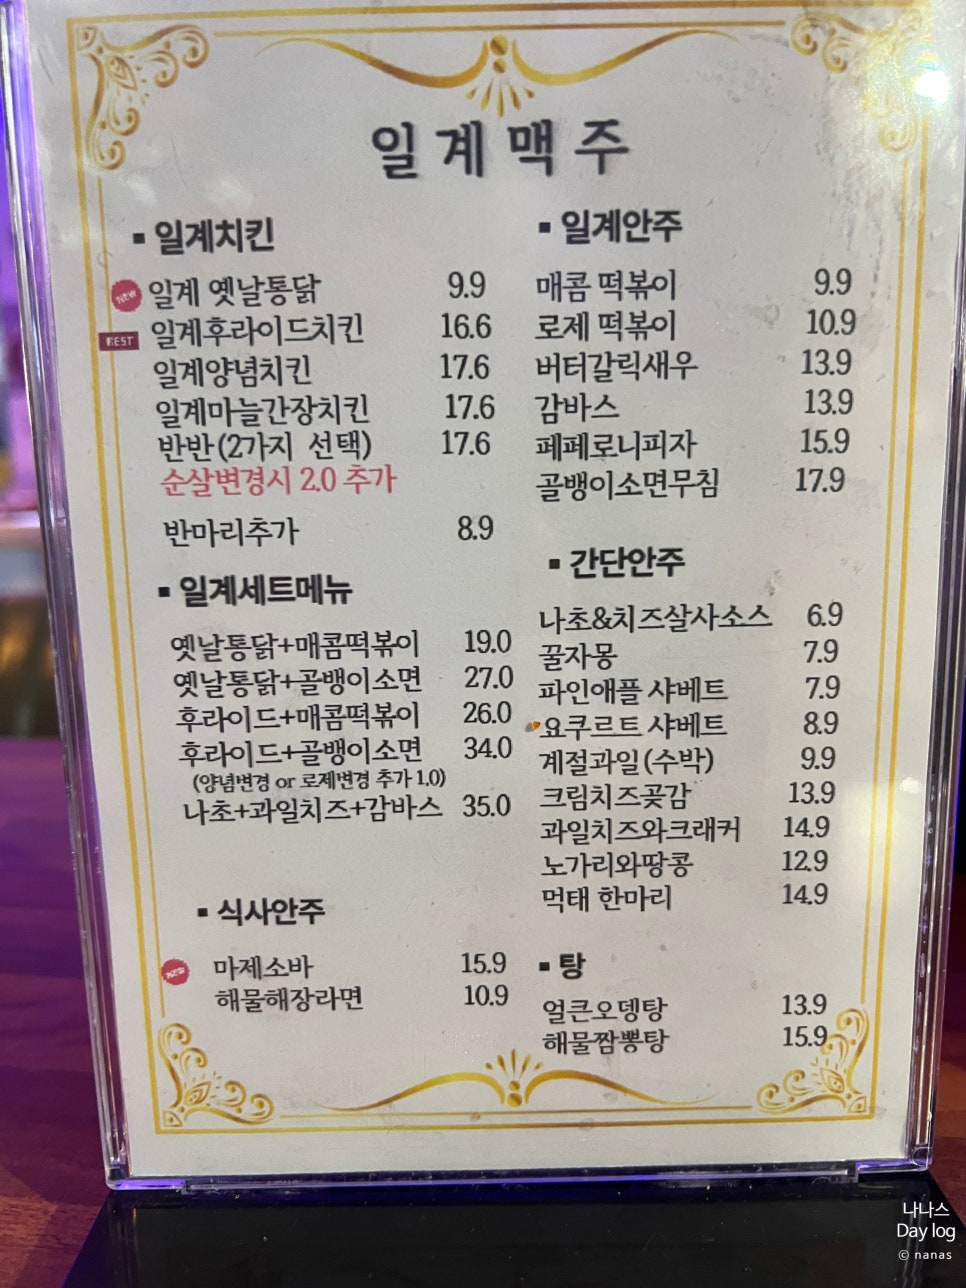 일계맥주
▪ 일계치킨
NEW 일계 옛날통닭 9.9
BEST 일계후라이드치킨 16.6
일계양념치킨 17.6
일계마늘간장치킨 17.6
반반(2가지 선택) 17.6
순살변경시 2.0 추가
반마리추가 8.9
▪ 일계세트메뉴
옛날통닭+매콤떡볶이 19.0
옛날통닭+골뱅이소면 27.0
후라이드+매콤떡볶이 26.0
후라이드+골뱅이소면 34.0
(양념변경 or 로제변경 추가 1.0)
나초+과일치즈+감바스 35.0
▪ 식사안주
NEW 마제소바 15.9
해물해장라면 10.9
▪ 일계안주
매콤 떡볶이 9.9
로제 떡볶이 10.9
버터갈릭새우 13.9
감바스 13.9
페페로니피자 15.9
골뱅이소면무침 17.9
▪ 간단안주
나초&치즈살사소스 6.9
꿀자몽 7.9
파인애플 샤베트 7.9
요쿠르트 샤베트 8.9
계절과일(수박) 9.9
크림치즈곶감 13.9
과일치즈와크래커 14.9
노가리와땅콩 12.9
먹태 한마리 14.9
▪ 탕
얼큰오뎅탕 13.9
해물짬뽕탕 15.9
나나스
Day log
© nanas